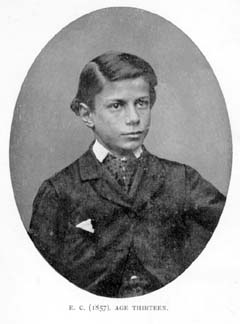 E. C. (1857). AGE THIRTEEN.